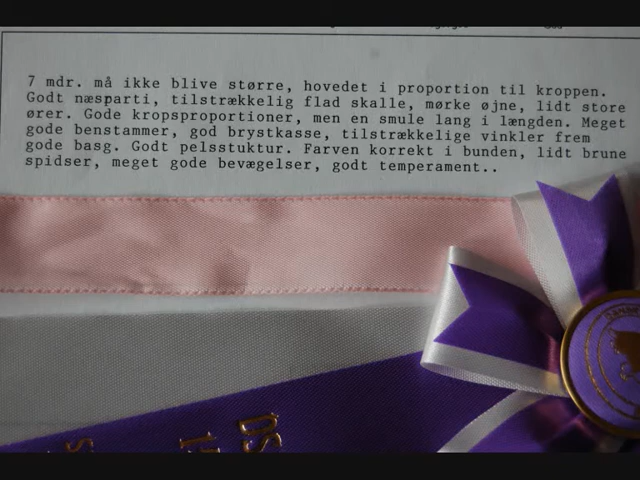 7 mdr. må ikke blive større, hovedet i proportion til kroppen.
Godt næsparti, tilstrækkelig flad skalle, mørke øjne, lidt store
ører. Gode kropsproportioner, men en smule lang i længden. Meget
gode benstammer, god brystkasse, tilstrækkelige vinkler frem
gode basg. Godt pelsstuktur. Farven korrekt i bunden, lidt brune
spidser, meget gode bevægelser, godt temperament..
DS